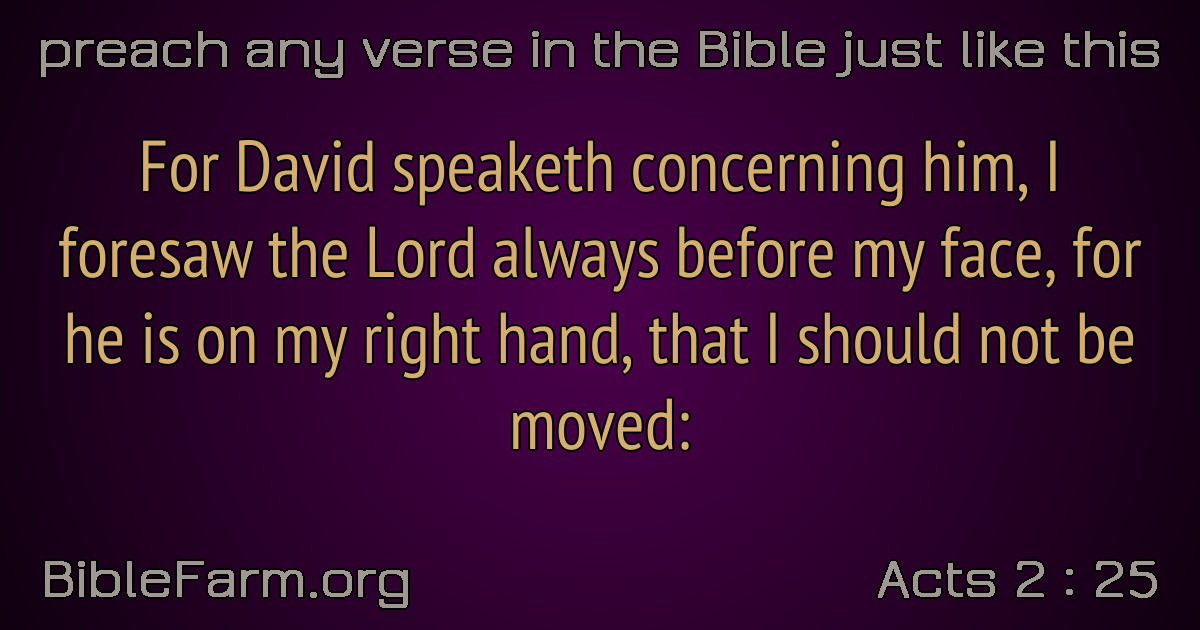 preach any verse in the Bible just like this
For David speaketh concerning him, I
foresaw the Lord always before my face, for
he is on my right hand, that I should not be
moved:
BibleFarm.org
Acts 2 : 25